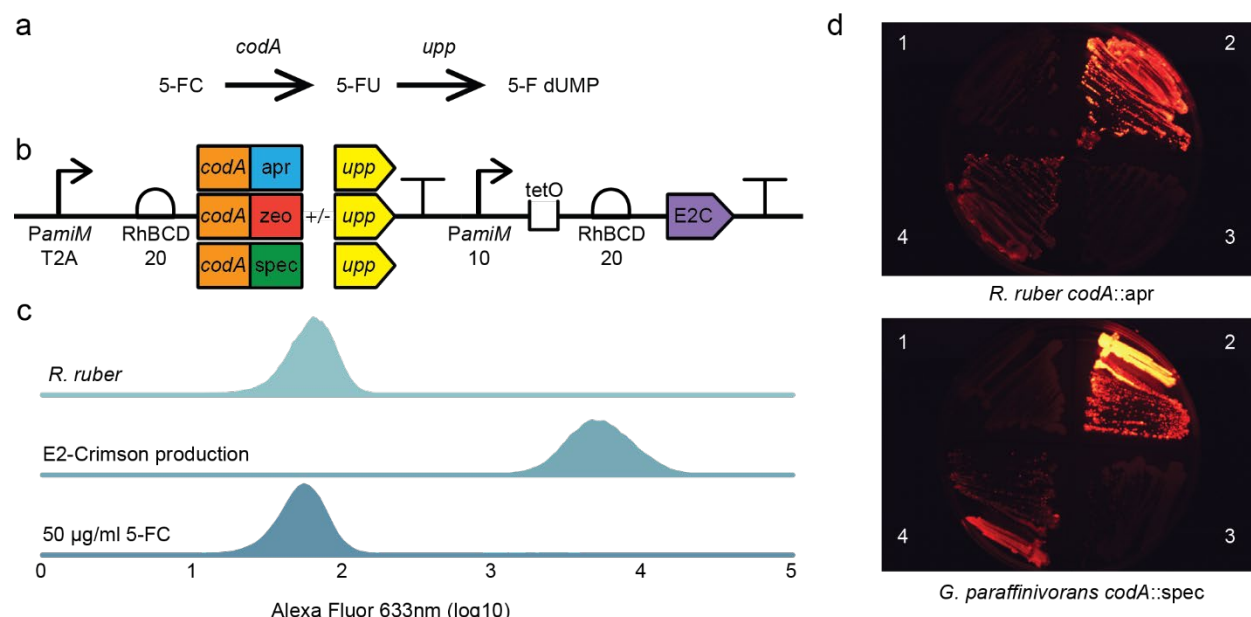 a
codA upp
5-FC 5-FU 5-F dUMP
b
codA apr upp
codA zeo +/- upp
codA spec upp
tetO
E2C
PamiM RhBCD PamiM RhBCD
T2A 20 10 20
c
R. ruber
E2-Crimson production
50 µg/ml 5-FC
0 1 2 3 4 5
Alexa Fluor 633nm (log10)
d
1 2
4 3
R. ruber codA::apr
1 2
4 3
G. paraffinivorans codA::spec